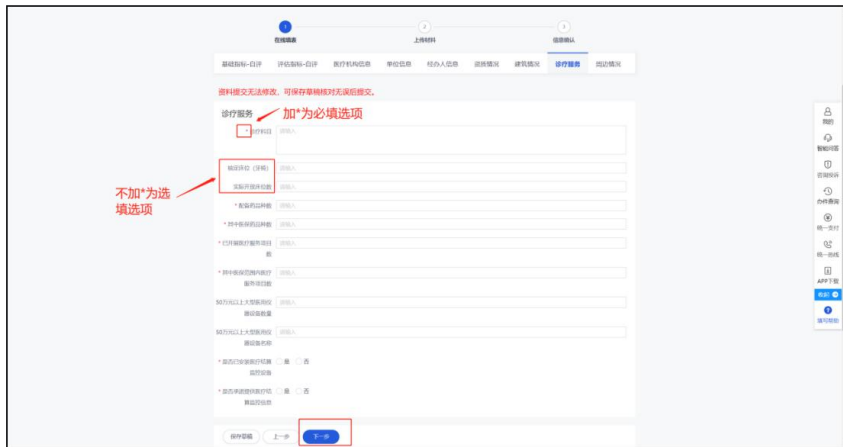 1
2
3
在线填表
上传材料
信息确认
基础指标-自评
评估指标-自评
医疗机构信息
单位信息
经办人信息
资质情况
建筑情况
诊疗服务
周边情况
资料提交无法修改，可保存草稿核对无误后提交。
诊疗服务
加*为必填选项
* 诊疗科目
请输入
核定床位（牙椅）
请输入
实际开放床位数
请输入
不加*为选
填选项
* 配备药品种数
请输入
* 其中医保药品种数
请输入
* 已开展医疗服务项目
数
请输入
* 其中医保范围内医疗
服务项目数
请输入
50万元以上大型医用仪
器设备数量
请输入
50万元以上大型医用仪
器设备名称
请输入
* 是否已安装医疗结算
监控设备
是
否
* 是否承诺提供医疗结
算监控信息
是
否
保存草稿
上一步
下一步
我的
智能问答
咨询投诉
办件查询
统一支付
统一热线
APP下载
收起
填写帮助